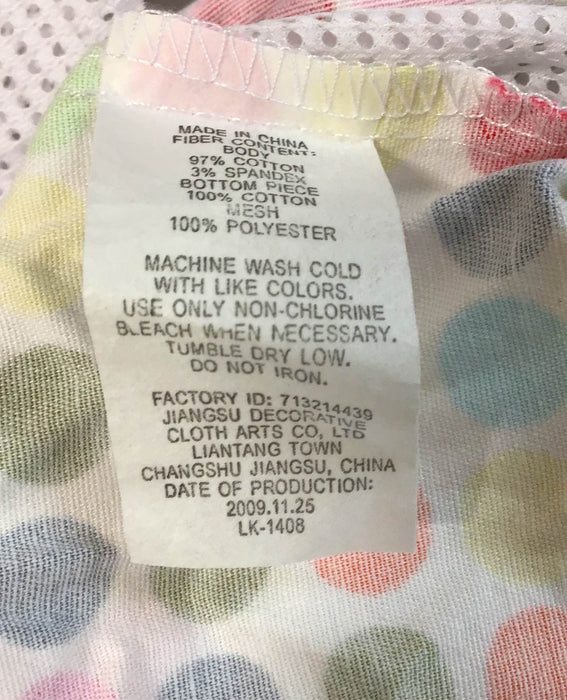 MADE IN CHINA
FIBER CONTENT:
BODY
97% COTTON
3% SPANDEX
BOTTOM PIECE
100% COTTON
MESH
100% POLYESTER
MACHINE WASH COLD
WITH LIKE COLORS.
USE ONLY NON-CHLORINE
BLEACH WHEN NECESSARY.
TUMBLE DRY LOW.
DO NOT IRON.
FACTORY ID: 713214439
JIANGSU DECORATIVE
CLOTH ARTS CO, LTD
LIANTANG TOWN
CHANGSHU JIANGSU, CHINA
DATE OF PRODUCTION:
2009.11.25
LK-1408